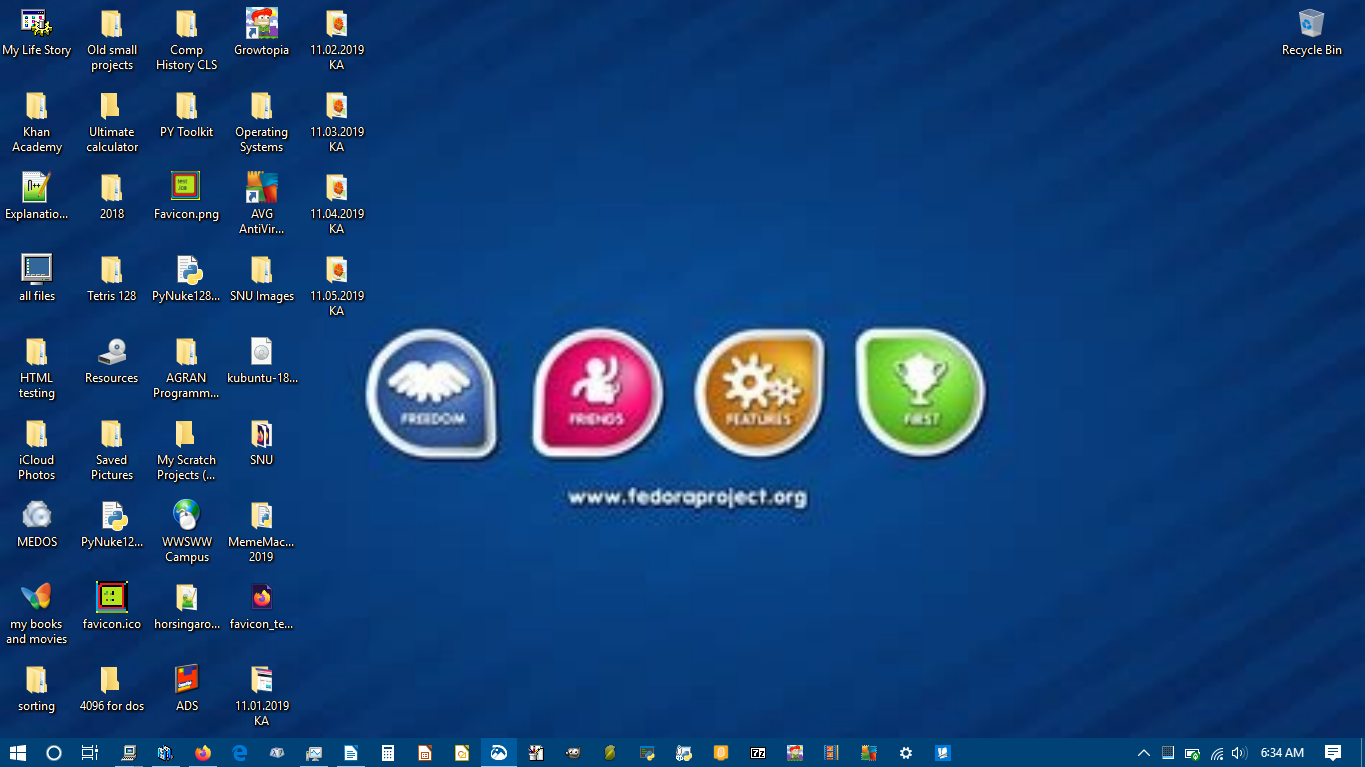 My Life Story
Old small
projects
Comp
History CLS
Growtopia
11.02.2019
KA
Recycle Bin
Khan
Academy
Ultimate
calculator
PY Toolkit
Operating
Systems
11.03.2019
KA
Explanatio...
2018
Favicon.png
AVG
AntiVir...
11.04.2019
KA
all files
Tetris 128
PyNuke128...
SNU Images
11.05.2019
KA
HTML
testing
Resources
AGRAN
Programm...
kubuntu-18...
FREEDOM
FRIENDS
FEATURES
FIRST
iCloud
Photos
Saved
Pictures
My Scratch
Projects (...
SNU
www.fedoraproject.org
MEDOS
PyNuke12...
WWSWW
Campus
MemeMac...
2019
my books
and movies
favicon.ico
horsingaro...
favicon_te...
sorting
4096 for dos
ADS
11.01.2019
KA
7z
6:34 AM